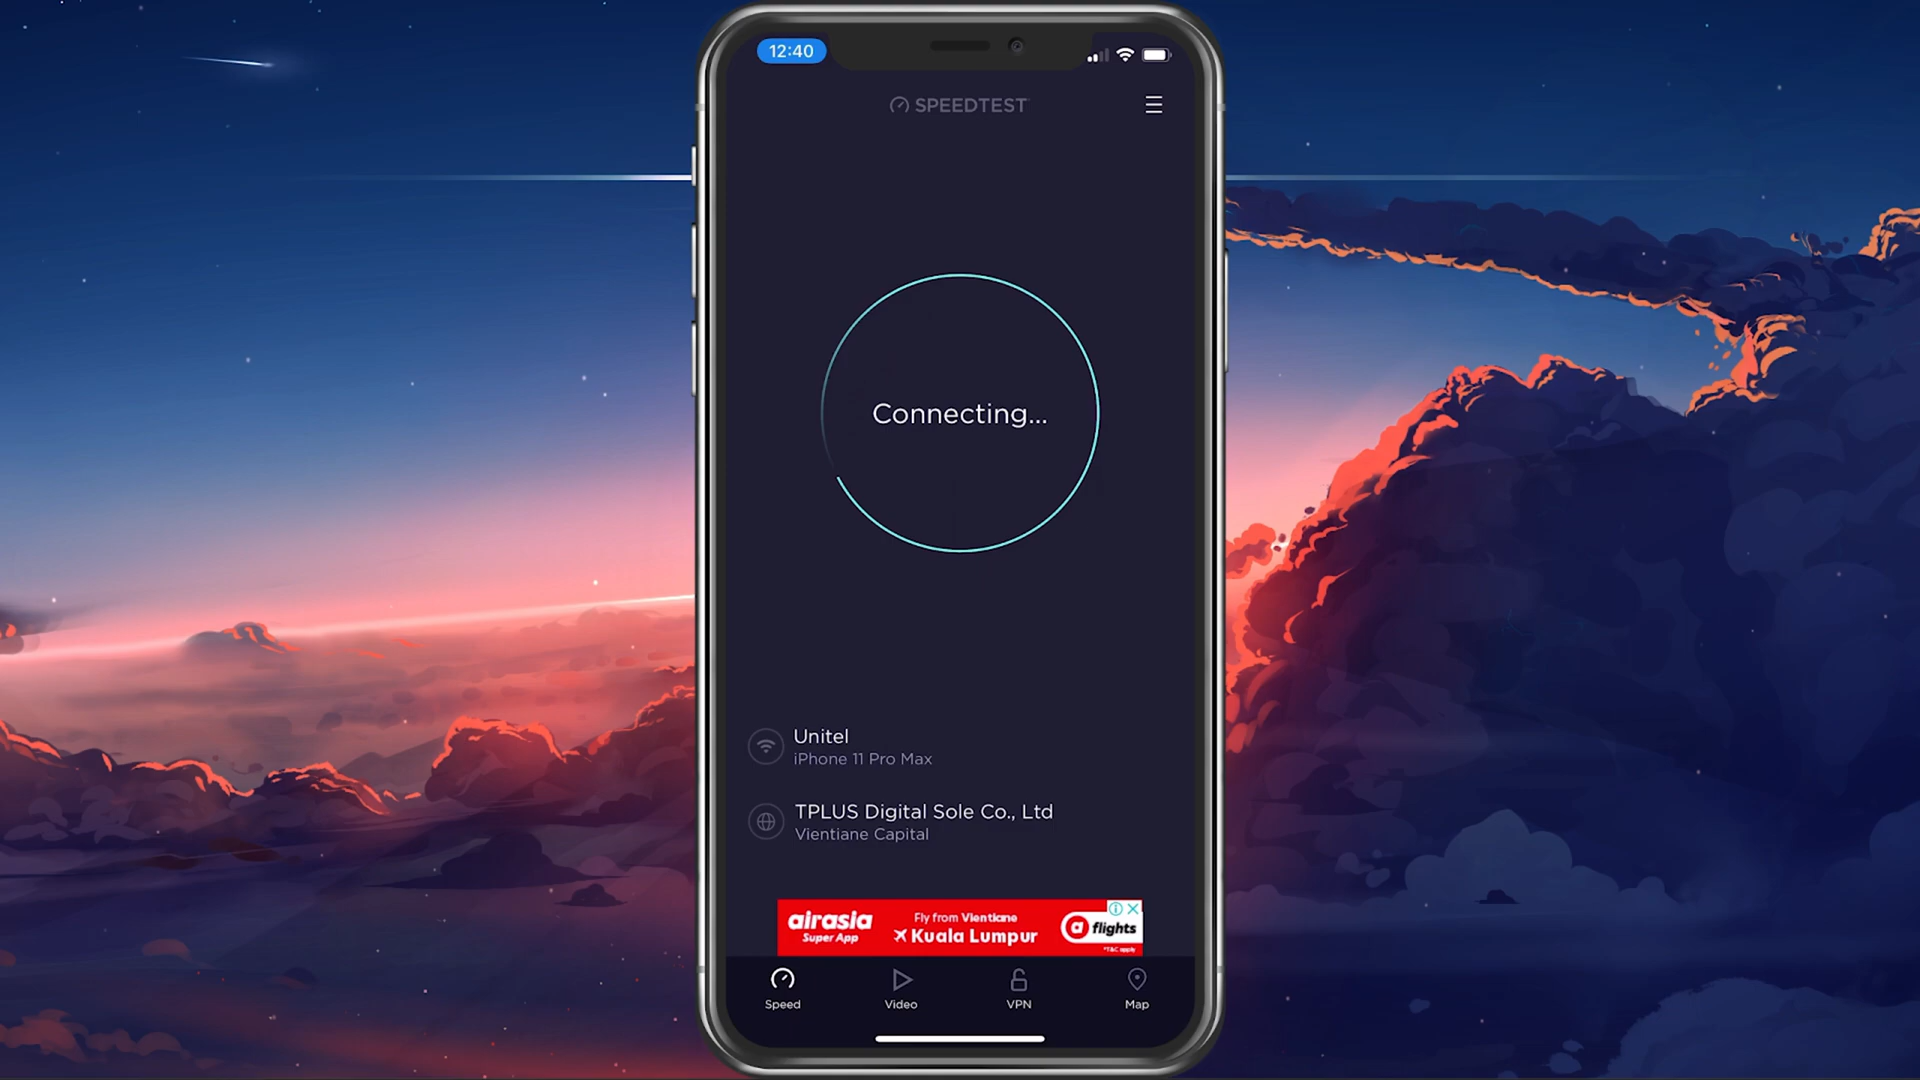 12:40
SPEEDTEST
Connecting...
Unitel
iPhone 11 Pro Max
TPLUS Digital Sole Co., Ltd
Vientiane Capital
airasia
Super App
Fly from Vientiane
Kuala Lumpur
a flights
*T&C apply
Speed
Video
VPN
Map